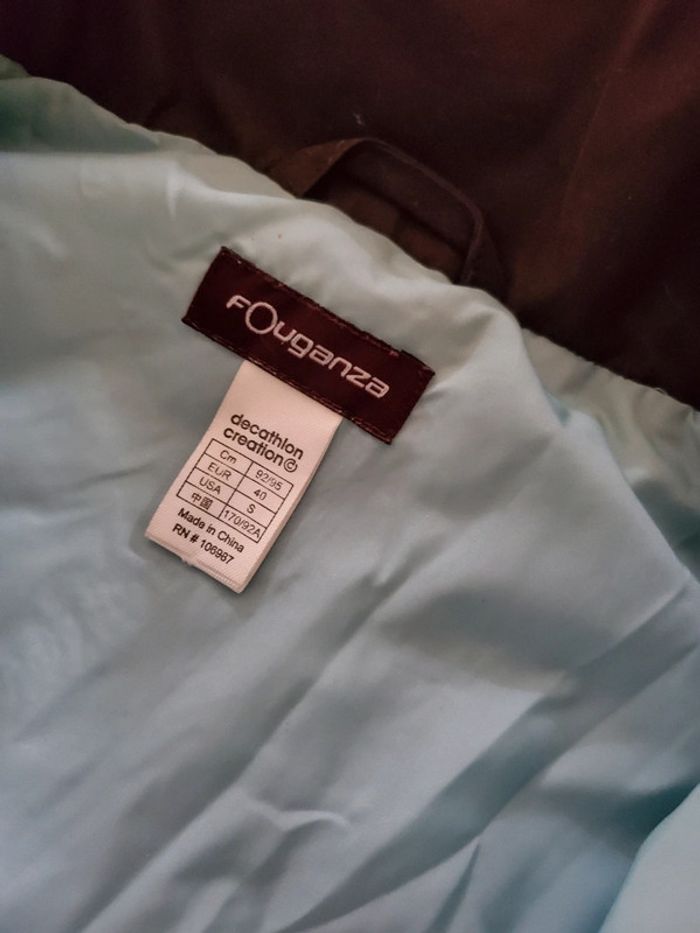 fouganza
decathlon
creation©
Cm 92/95
EUR 40
USA S
中国 170/92A
Made in China
RN # 106987